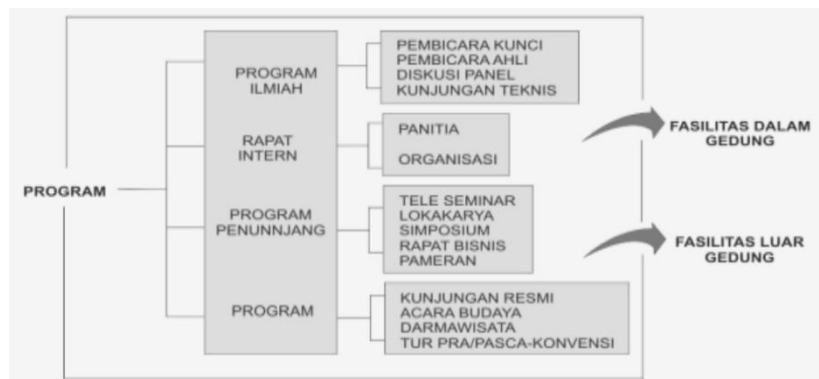 PROGRAM
PROGRAM
ILMIAH
PEMBICARA KUNCI
PEMBICARA AHLI
DISKUSI PANEL
KUNJUNGAN TEKNIS
RAPAT
INTERN
PANITIA
ORGANISASI
PROGRAM
PENUNNJANG
TELE SEMINAR
LOKAKARYA
SIMPOSIUM
RAPAT BISNIS
PAMERAN
PROGRAM
KUNJUNGAN RESMI
ACARA BUDAYA
DARMAWISATA
TUR PRA/PASCA-KONVENSI
FASILITAS DALAM
GEDUNG
FASILITAS LUAR
GEDUNG